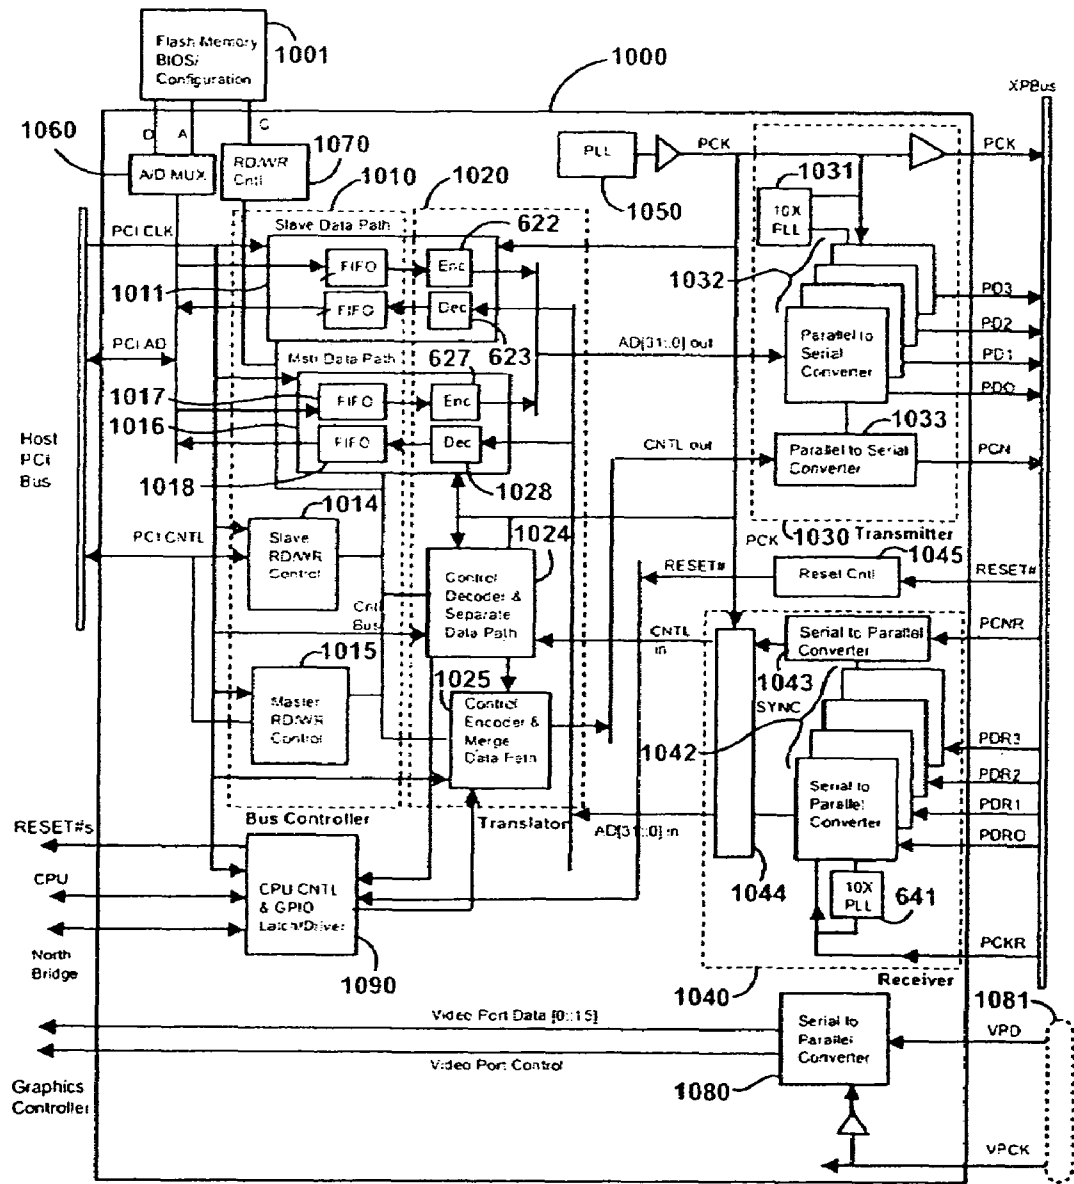 Flash Memory
BIOS/
Configuration
1001
1000
XPBus
D
A
C
1060
A/D MUX
RD/WR
Cntl
1070
1010
1020
PLL
1050
PCK
PCK
1031
10X
PLL
PCI CLK
Slave Data Path
622
FIFO
Enc
1011
FIFO
Dec
623
1032
PD3
PD2
PD1
PD0
Parallel to
Serial
Converter
AD[31::0] out
PCI AD
Mstr Data Path
627
1017
FIFO
Enc
1016
FIFO
Dec
1018
1028
1033
Parallel to Serial
Converter
CNTL out
PCN
Host
PCI
Bus
1014
1024
PCK
1030
Transmitter
1045
PCI CNTL
Slave
RD/WR
Control
Control
Decoder &
Separate
Data Path
RESET#
Reset Cntl
RESET#
Cntl
Bus
CNTL
in
Serial to Parallel
Converter
PCNR
1015
1025
1043
SYNC
Master
RD/WR
Control
Control
Encoder &
Merge
Data Path
1042
PDR3
PDR2
PDR1
PDR0
Serial to
Parallel
Converter
RESET#s
Bus Controller
Translator
AD[31::0] in
CPU
CPU CNTL
& GPIO
Latch/Driver
1044
10X
PLL
641
North
Bridge
1090
PCKR
1040
Receiver
1081
Video Port Data [0::15]
Serial to
Parallel
Converter
VPD
Video Port Control
1080
Graphics
Controller
VPCK